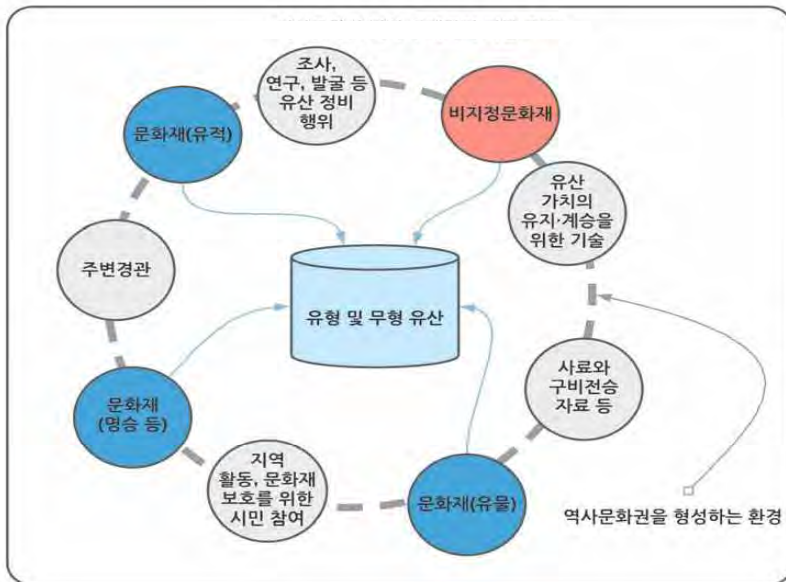 조사,
연구, 발굴 등
유산 정비
행위
비지정문화재
문화재(유적)
유산
가치의
유지·계승을
위한 기술
주변경관
유형 및 무형 유산
사료와
구비전승
자료 등
문화재
(명승 등)
지역
활동, 문화재
보호를 위한
시민 참여
문화재(유물)
역사문화권을 형성하는 환경